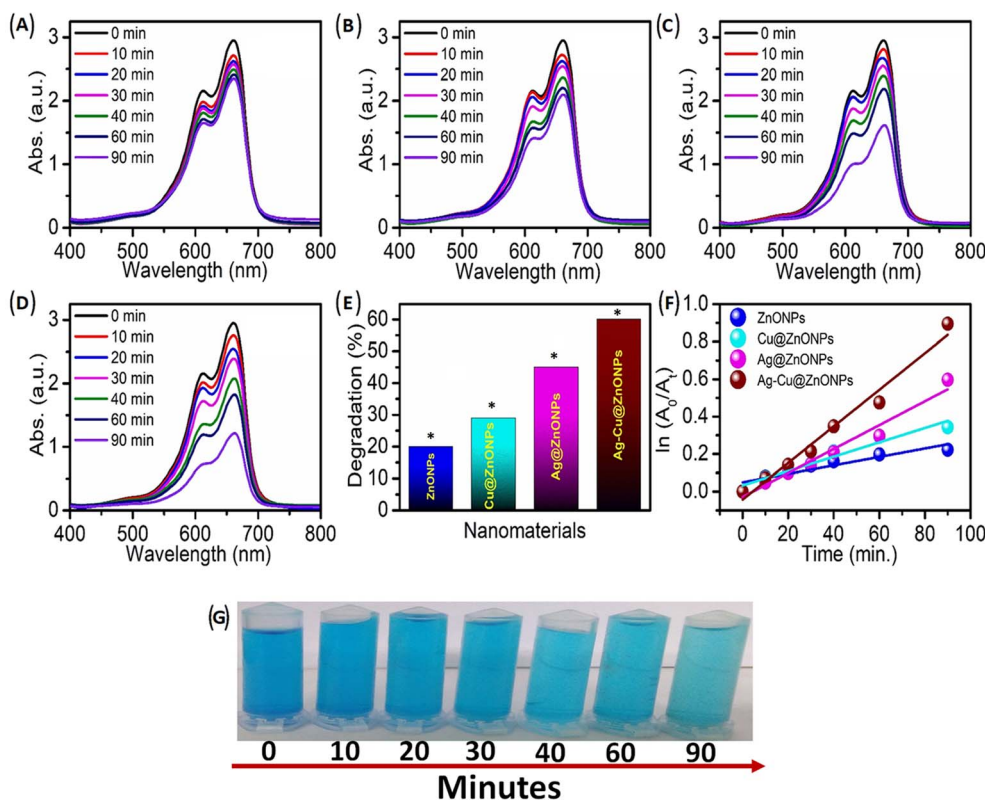 (A)
3
2
1
0
Abs. (a.u.)
0 min
10 min
20 min
30 min
40 min
60 min
90 min
400 500 600 700 800
Wavelength (nm)
(B)
3
2
1
0
Abs. (a.u.)
0 min
10 min
20 min
30 min
40 min
60 min
90 min
400 500 600 700 800
Wavelength (nm)
(C)
3
2
1
0
Abs. (a.u.)
0 min
10 min
20 min
30 min
40 min
60 min
90 min
400 500 600 700 800
Wavelength (nm)
(D)
3
2
1
0
Abs. (a.u.)
0 min
10 min
20 min
30 min
40 min
60 min
90 min
400 500 600 700 800
Wavelength (nm)
(E)
60
50
40
30
20
10
0
Degradation (%)
*
*
*
*
ZnONPs
Cu@ZnONPs
Ag@ZnONPs
Ag-Cu@ZnONPs
Nanomaterials
(F)
1.0
0.8
0.6
0.4
0.2
0.0
ln (A₀/Aₜ)
ZnONPs
Cu@ZnONPs
Ag@ZnONPs
Ag-Cu@ZnONPs
0 20 40 60 80 100
Time (min.)
(G)
0 10 20 30 40 60 90
Minutes